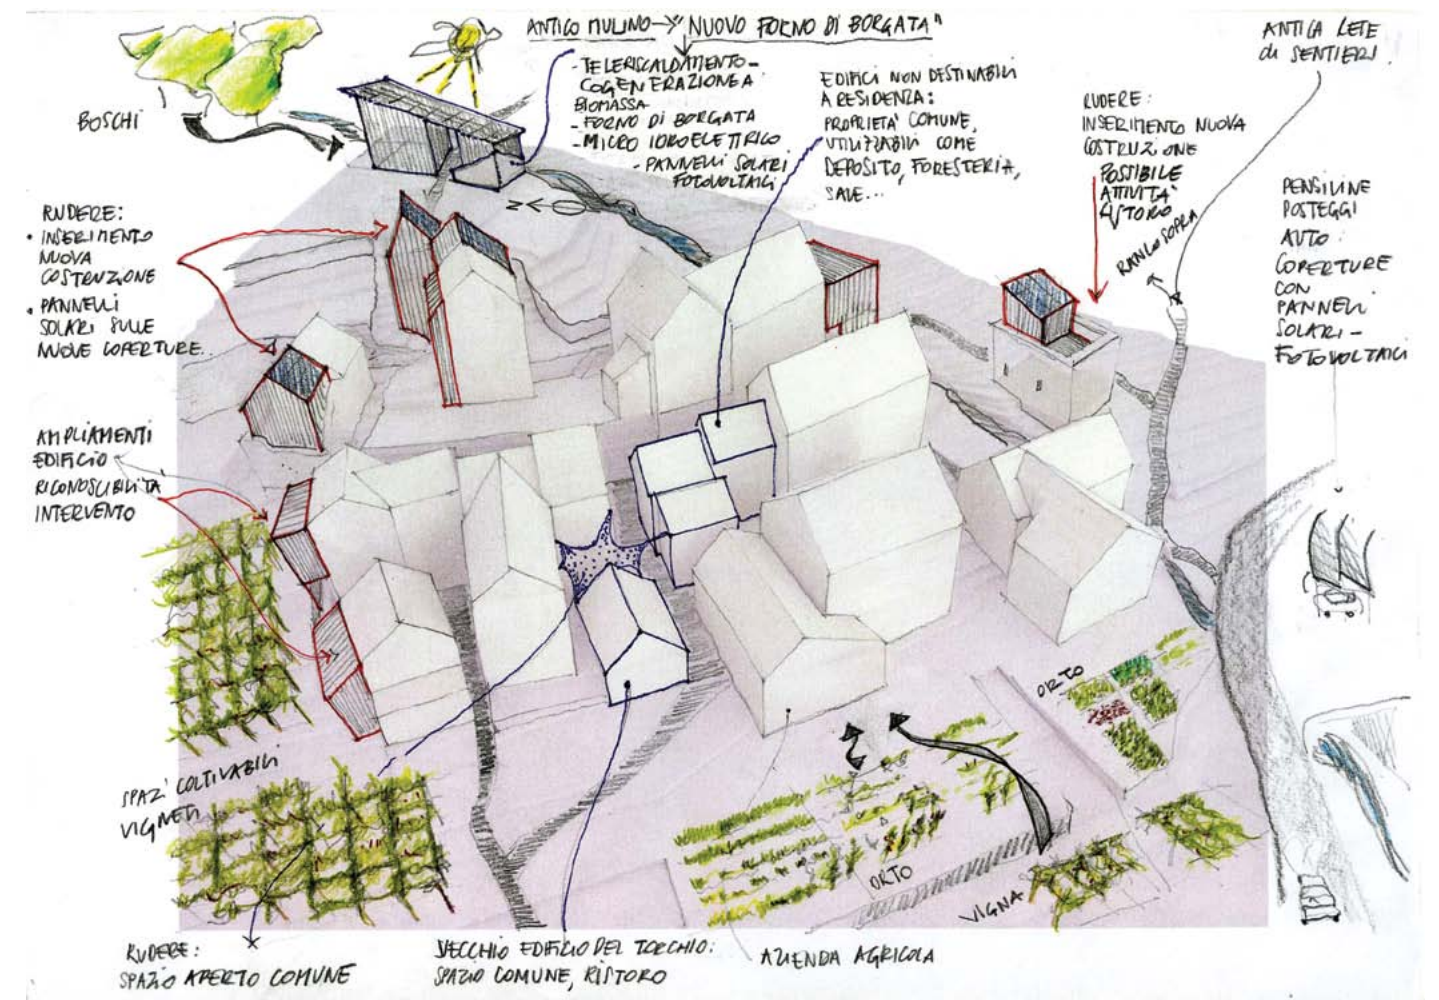 ANTICO MULINO → "NUOVO FORNO DI BORGATA"
- TELERISCALDAMENTO -
COGENERAZIONE A
BIOMASSA
- FORNO DI BORGATA
- MICRO IDROELETTRICO
- PANNELLI SOLARI
FOTOVOLTAICI
EDIFICI NON DESTINABILI
A RESIDENZA:
PROPRIETA' COMUNE,
UTILIZZABILI COME
DEPOSITO, FORESTERIA,
SALE...
ANTICA RETE
di SENTIERI
RUDERE:
INSERIMENTO NUOVA
COSTRUZIONE
POSSIBILE
ATTIVITA'
RISTORO
RANLO SOPRA
PENSILINE
POSTEGGI
AUTO:
COPERTURE
CON
PANNELLI
SOLARI -
FOTOVOLTAICI
BOSCHI
N
RUDERE:
• INSERIMENTO
NUOVA
COSTRUZIONE
• PANNELLI
SOLARI SULLE
NUOVE COPERTURE...
AMPLIAMENTI
EDIFICIO
RICONOSCIBILITÀ
INTERVENTO
SPAZI COLTIVABILI
VIGNETI
ORTO
ORTO
VIGNA
RUDERE:
SPAZIO APERTO COMUNE
VECCHIO EDIFICIO DEL TORCHIO:
SPAZIO COMUNE, RISTORO
AZIENDA AGRICOLA